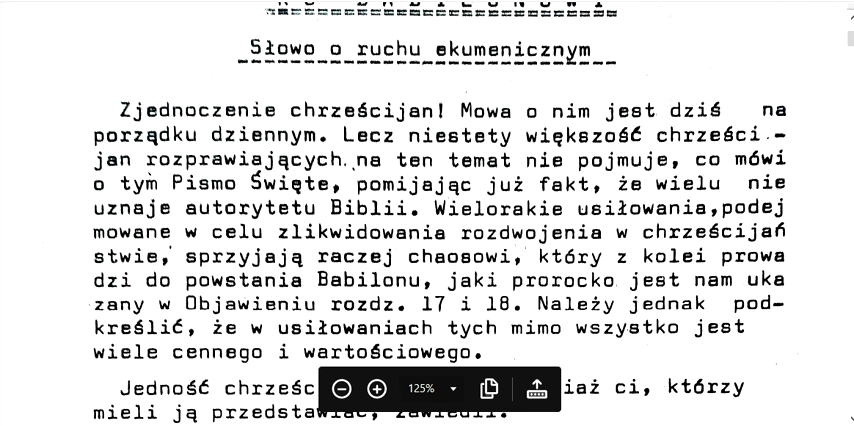 Słowo o ruchu ekumenicznym
Zjednoczenie chrześcijan! Mowa o nim jest dziś na
porządku dziennym. Lecz niestety większość chrześci-
jan rozprawiających na ten temat nie pojmuje, co mówi
o tym Pismo Święte, pomijając już fakt, że wielu nie
uznaje autorytetu Biblii. Wielorakie usiłowania,podej
mowane w celu zlikwidowania rozdwojenia w chrześcijań
stwie, sprzyjają raczej chaosowi, który z kolei prowa
dzi do powstania Babilonu, jaki proroćko jest nam uka
zany w Objawieniu rozdz. 17 i 18. Należy jednak pod-
kreślić, że w usiłowaniach tych mimo wszystko jest
wiele cennego i wartościowego.
Jedność ci, którzy
mieli ją
125%